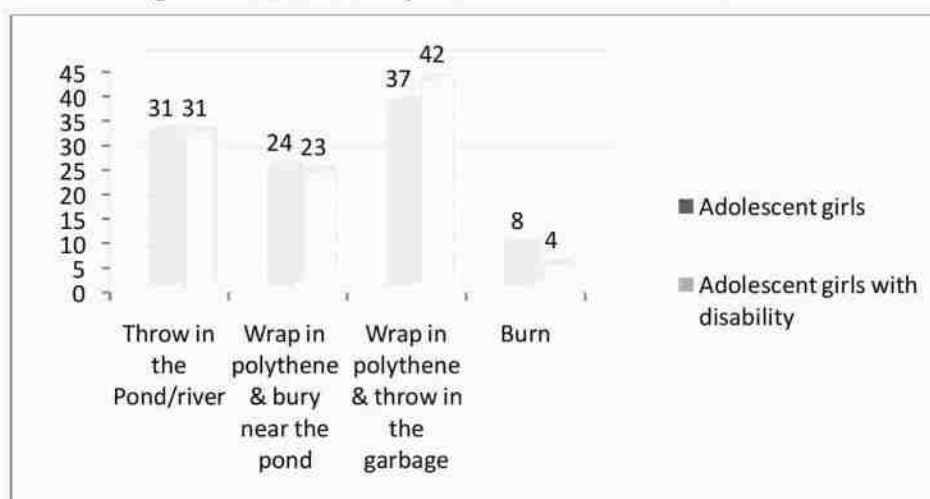 42
45
37
40
31 31
35
30
24 23
25
20
15
8
10
4
5
0
Adolescent girls
Adolescent girls with
disability
Throw in
the
Pond/river
Wrap in
polythene
& bury
near the
pond
Wrap in
polythene
& throw in
the
garbage
Burn